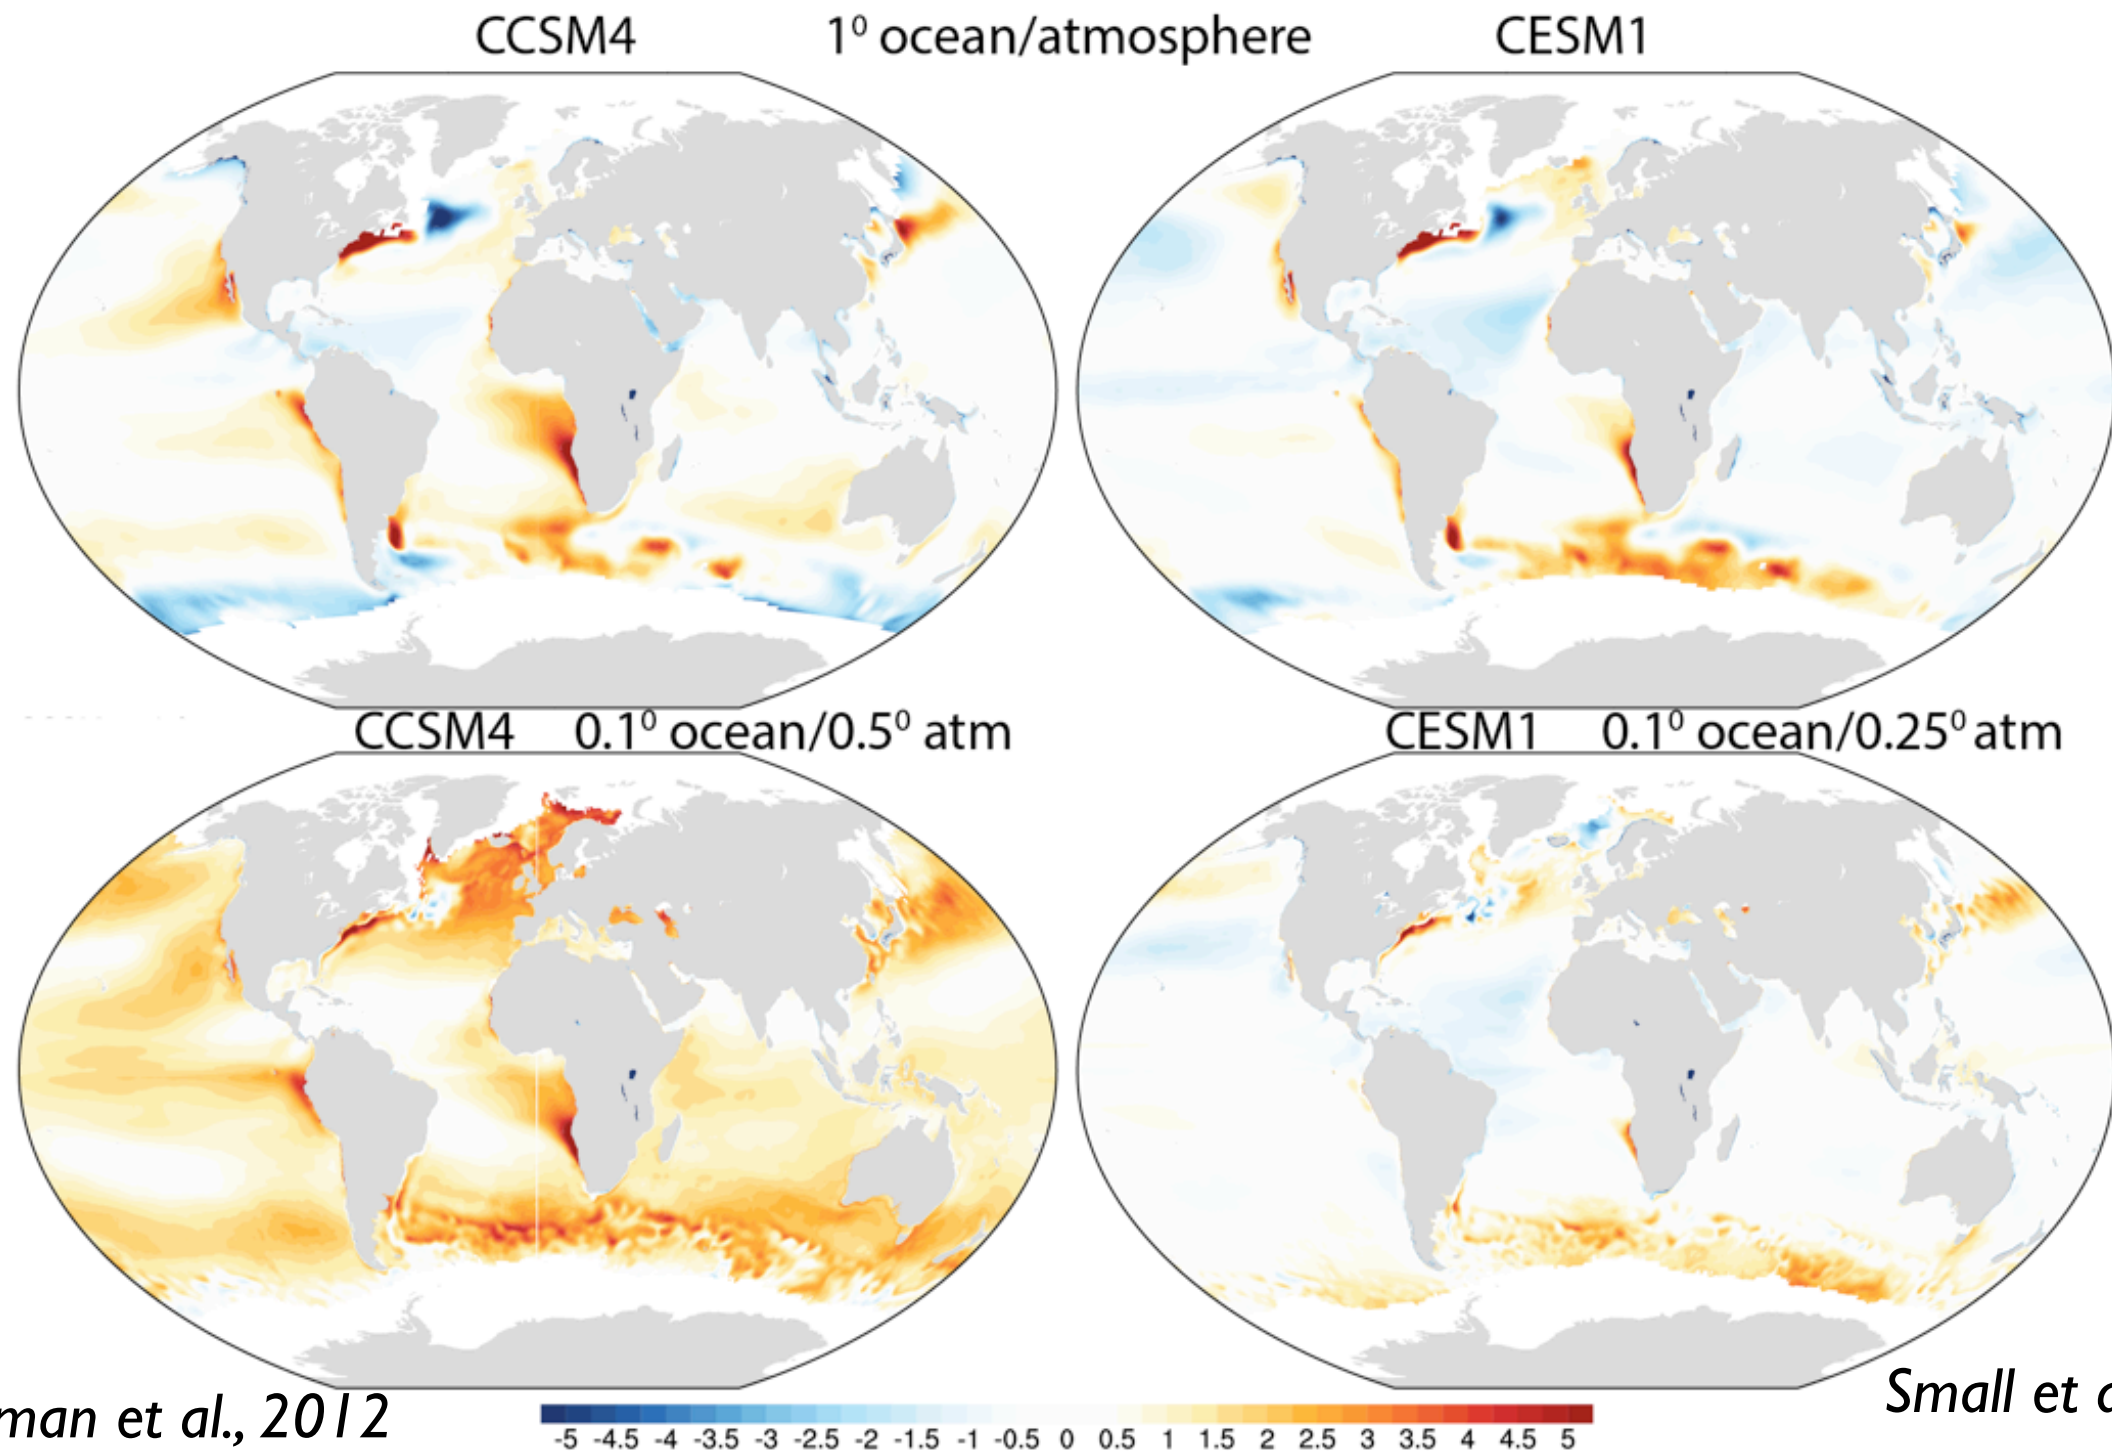 CCSM4 1⁰ ocean/atmosphere CESM1
CCSM4 0.1⁰ ocean/0.5⁰ atm CESM1 0.1⁰ ocean/0.25⁰ atm
et al., 2012
Small et
-5 -4.5 -4 -3.5 -3 -2.5 -2 -1.5 -1 -0.5 0 0.5 1 1.5 2 2.5 3 3.5 4 4.5 5